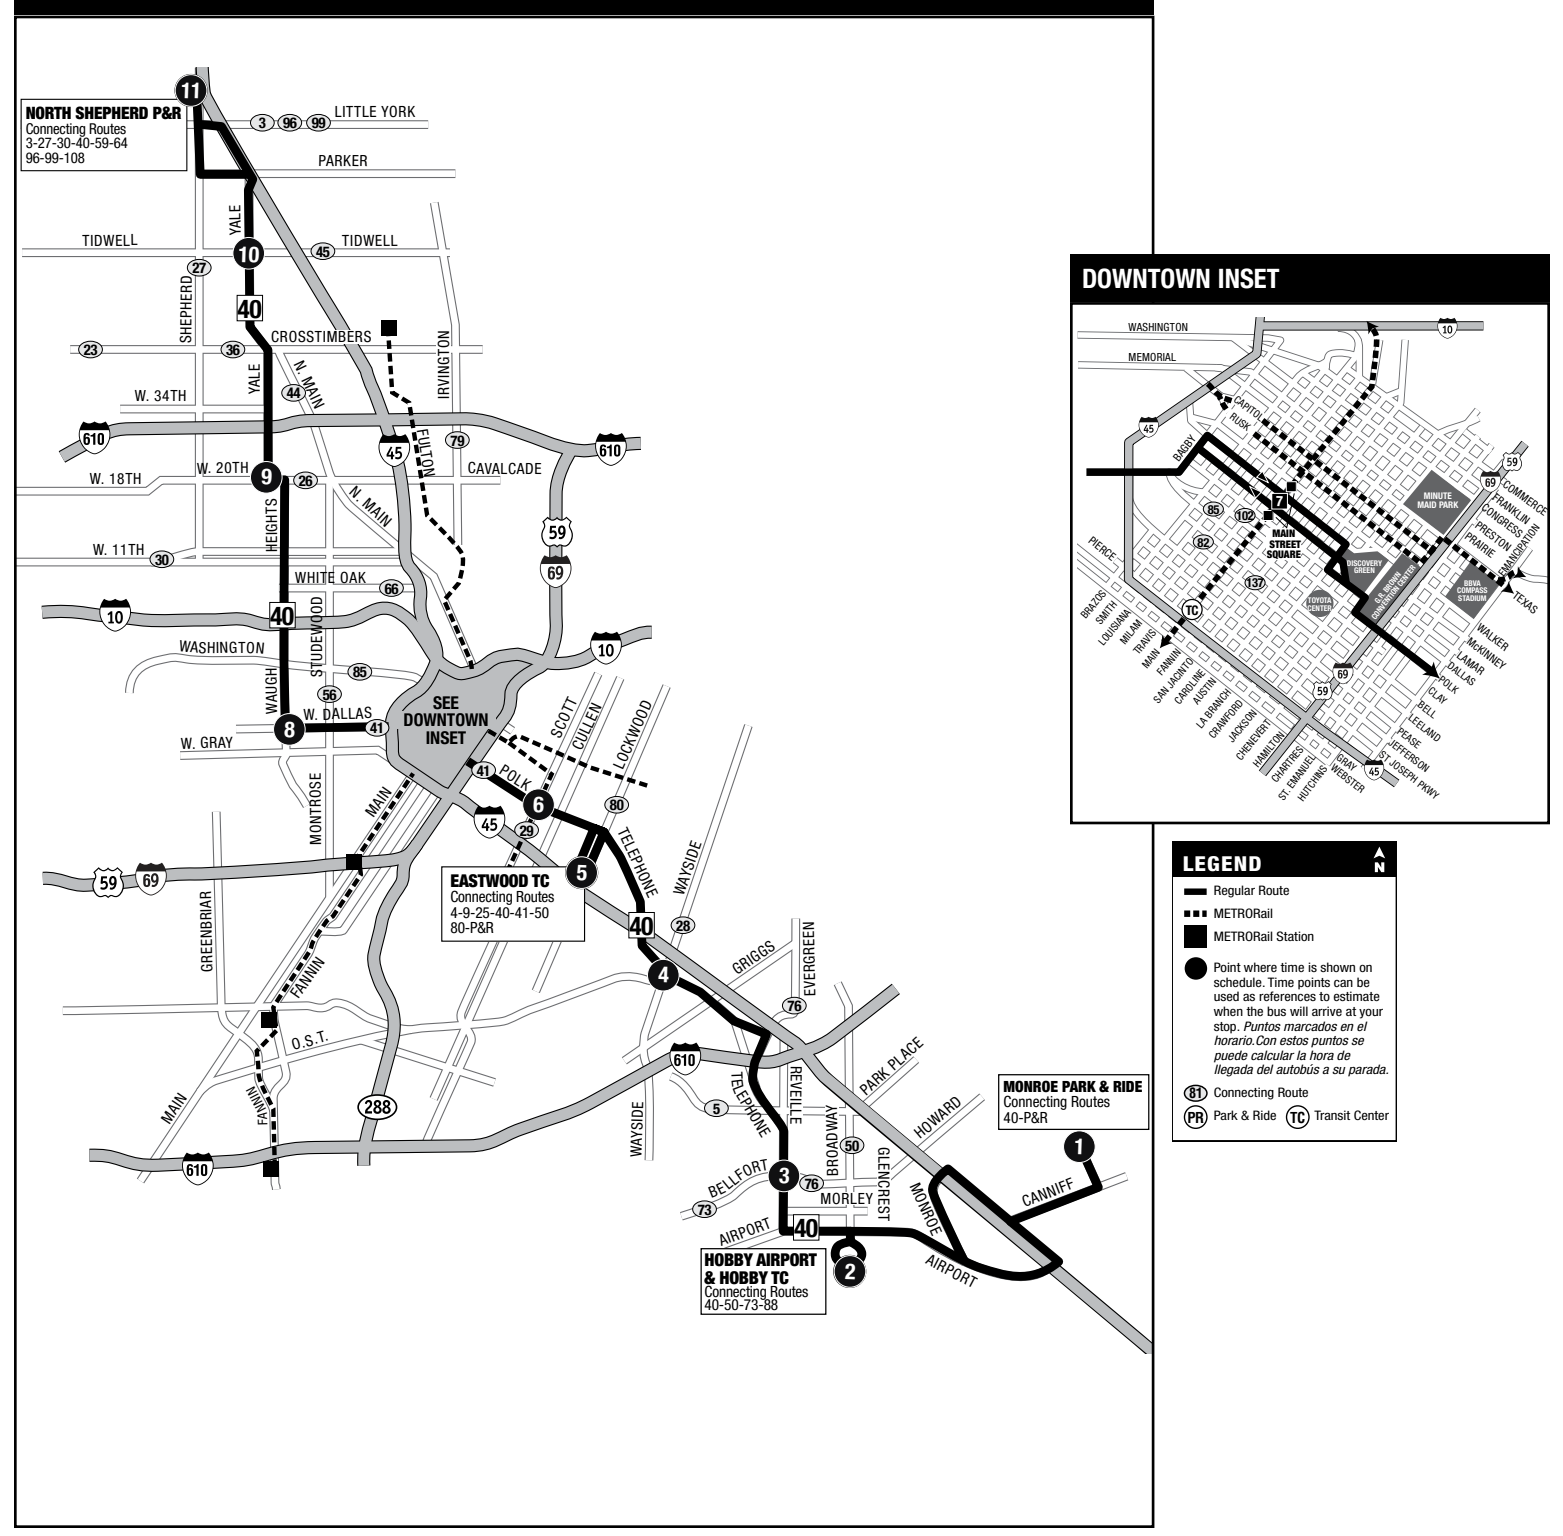 11
NORTH SHEPHERD P&R
Connecting Routes
3-27-30-40-59-64
96-99-108
3
96
99
LITTLE YORK
PARKER
YALE
TIDWELL
10
45
TIDWELL
27
SHEPHERD
40
CROSSTIMBERS
23
36
IRVINGTON
YALE
N. MAIN
44
W. 34TH
610
45
FULTON
79
610
W. 20TH
9
26
CAVALCADE
W. 18TH
HEIGHTS
N. MAIN
59
W. 11TH
30
69
WHITE OAK
66
10
40
STUDEWOOD
10
WASHINGTON
85
WAUGH
56
SEE
DOWNTOWN
INSET
SCOTT
CULLEN
LOCKWOOD
8
W. DALLAS
41
W. GRAY
41
POLK
6
80
MONTROSE
MAIN
45
29
TELEPHONE
WAYSIDE
59
69
5
EASTWOOD TC
Connecting Routes
4-9-25-40-41-50
80-P&R
40
28
GREENBRIAR
FANNIN
4
GRIGGS
EVERGREEN
76
O.S.T.
610
PARK PLACE
MAIN
FANNIN
288
WAYSIDE
5
TELEPHONE
REVEILLE
BROADWAY
50
HOWARD
GLENCREST
MONROE PARK & RIDE
Connecting Routes
40-P&R
1
610
BELLFORT
3
76
MORLEY
73
MONROE
CANNIFF
AIRPORT
40
AIRPORT
HOBBY AIRPORT
& HOBBY TC
Connecting Routes
40-50-73-88
2
DOWNTOWN INSET
WASHINGTON
10
MEMORIAL
45
CAPITOL
RUSK
BAGBY
59
69
7
85
102
MINUTE
MAID PARK
COMMERCE
FRANKLIN
CONGRESS
PRESTON
PRAIRIE
EMANCIPATION
MAIN
STREET
SQUARE
82
PIERCE
DISCOVERY
GREEN
G.R. BROWN
CONVENTION CENTER
BBVA
COMPASS
STADIUM
TEXAS
137
TOYOTA
CENTER
TC
BRAZOS
SMITH
LOUISIANA
MILAM
TRAVIS
MAIN
FANNIN
SAN JACINTO
CAROLINE
AUSTIN
LA BRANCH
CRAWFORD
JACKSON
CHENEVERT
HAMILTON
CHARTRES
ST. EMANUEL
HUTCHINS
WALKER
McKINNEY
LAMAR
DALLAS
POLK
CLAY
BELL
LEELAND
PEASE
JEFFERSON
ST JOSEPH PKWY
GRAY
WEBSTER
69
59
45
LEGEND
N
Regular Route
METRORail
METRORail Station
Point where time is shown on
schedule. Time points can be
used as references to estimate
when the bus will arrive at your
stop. Puntos marcados en el
horario.Con estos puntos se
puede calcular la hora de
llegada del autobús a su parada.
81 Connecting Route
PR Park & Ride TC Transit Center